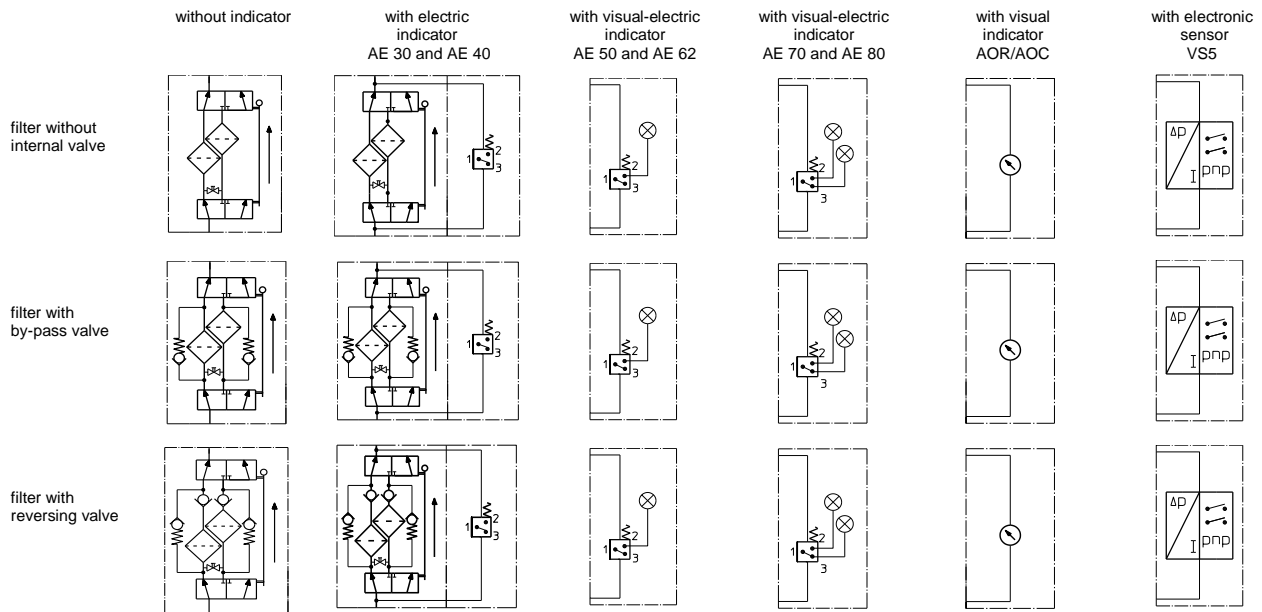 without indicator
with electric
indicator
AE 30 and AE 40
with visual-electric
indicator
AE 50 and AE 62
with visual-electric
indicator
AE 70 and AE 80
with visual
indicator
AOR/AOC
with electronic
sensor
VS5
filter without
internal valve
1 2
3
1 2
3
1 2
3
Δp
I pnp
filter with
by-pass valve
1 2
3
1 2
3
1 2
3
Δp
I pnp
filter with
reversing valve
1 2
3
1 2
3
1 2
3
Δp
I pnp